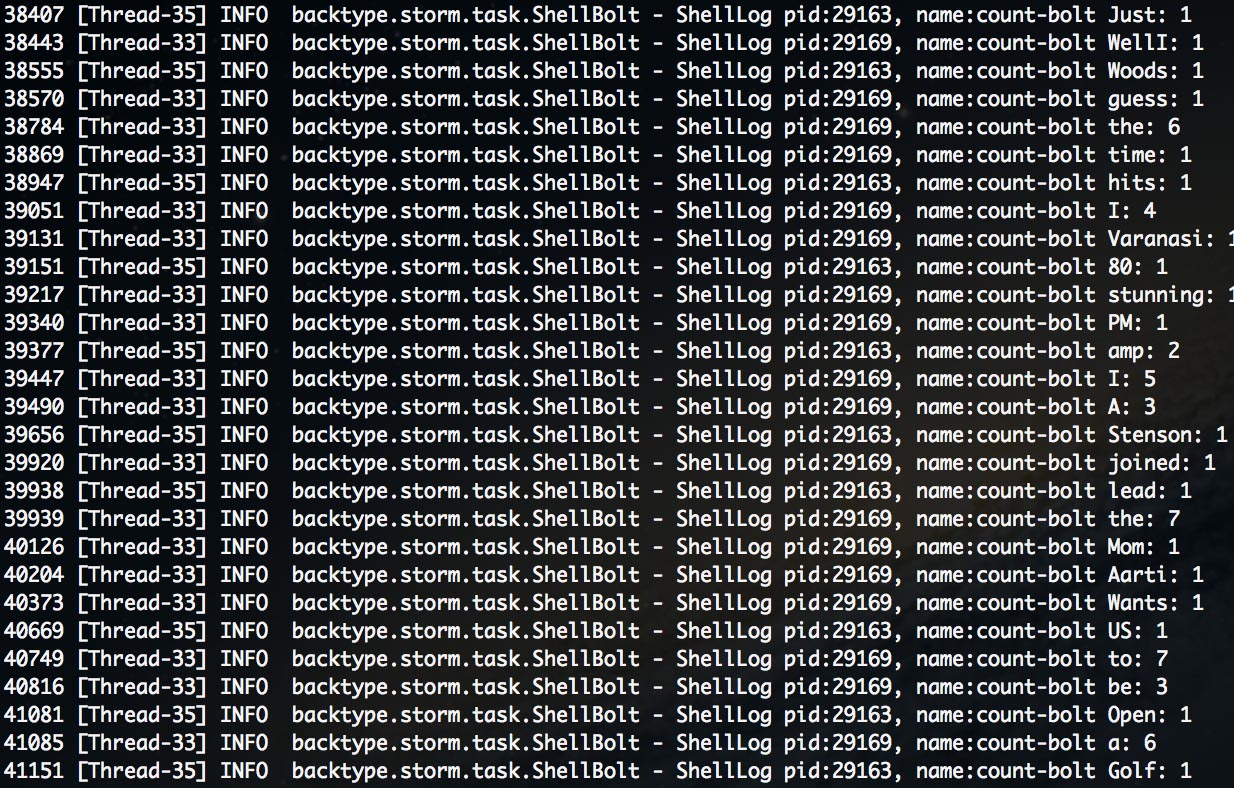 38407 [Thread-35] INFO  backtype.storm.task.ShellBolt - ShellLog pid:29163, name:count-bolt Just: 1
38443 [Thread-33] INFO  backtype.storm.task.ShellBolt - ShellLog pid:29169, name:count-bolt WellI: 1
38555 [Thread-35] INFO  backtype.storm.task.ShellBolt - ShellLog pid:29163, name:count-bolt Woods: 1
38570 [Thread-33] INFO  backtype.storm.task.ShellBolt - ShellLog pid:29169, name:count-bolt guess: 1
38784 [Thread-33] INFO  backtype.storm.task.ShellBolt - ShellLog pid:29169, name:count-bolt the: 6
38869 [Thread-33] INFO  backtype.storm.task.ShellBolt - ShellLog pid:29169, name:count-bolt time: 1
38947 [Thread-35] INFO  backtype.storm.task.ShellBolt - ShellLog pid:29163, name:count-bolt hits: 1
39051 [Thread-33] INFO  backtype.storm.task.ShellBolt - ShellLog pid:29169, name:count-bolt I: 4
39131 [Thread-33] INFO  backtype.storm.task.ShellBolt - ShellLog pid:29169, name:count-bolt Varanasi: 1
39151 [Thread-35] INFO  backtype.storm.task.ShellBolt - ShellLog pid:29163, name:count-bolt 80: 1
39217 [Thread-33] INFO  backtype.storm.task.ShellBolt - ShellLog pid:29169, name:count-bolt stunning: 1
39340 [Thread-33] INFO  backtype.storm.task.ShellBolt - ShellLog pid:29169, name:count-bolt PM: 1
39377 [Thread-35] INFO  backtype.storm.task.ShellBolt - ShellLog pid:29163, name:count-bolt amp: 2
39447 [Thread-33] INFO  backtype.storm.task.ShellBolt - ShellLog pid:29169, name:count-bolt I: 5
39490 [Thread-33] INFO  backtype.storm.task.ShellBolt - ShellLog pid:29169, name:count-bolt A: 3
39656 [Thread-35] INFO  backtype.storm.task.ShellBolt - ShellLog pid:29163, name:count-bolt Stenson: 1
39920 [Thread-33] INFO  backtype.storm.task.ShellBolt - ShellLog pid:29169, name:count-bolt joined: 1
39938 [Thread-35] INFO  backtype.storm.task.ShellBolt - ShellLog pid:29163, name:count-bolt lead: 1
39939 [Thread-33] INFO  backtype.storm.task.ShellBolt - ShellLog pid:29169, name:count-bolt the: 7
40126 [Thread-33] INFO  backtype.storm.task.ShellBolt - ShellLog pid:29169, name:count-bolt Mom: 1
40204 [Thread-33] INFO  backtype.storm.task.ShellBolt - ShellLog pid:29169, name:count-bolt Aarti: 1
40373 [Thread-33] INFO  backtype.storm.task.ShellBolt - ShellLog pid:29169, name:count-bolt Wants: 1
40669 [Thread-35] INFO  backtype.storm.task.ShellBolt - ShellLog pid:29163, name:count-bolt US: 1
40749 [Thread-33] INFO  backtype.storm.task.ShellBolt - ShellLog pid:29169, name:count-bolt to: 7
40816 [Thread-33] INFO  backtype.storm.task.ShellBolt - ShellLog pid:29169, name:count-bolt be: 3
41081 [Thread-35] INFO  backtype.storm.task.ShellBolt - ShellLog pid:29163, name:count-bolt Open: 1
41085 [Thread-33] INFO  backtype.storm.task.ShellBolt - ShellLog pid:29169, name:count-bolt a: 6
41151 [Thread-35] INFO  backtype.storm.task.ShellBolt - ShellLog pid:29163, name:count-bolt Golf: 1